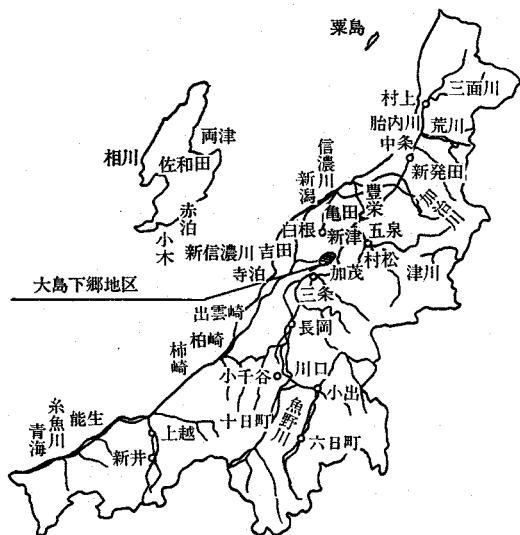 粟島
三面川
村上
胎内川
荒川
中条
新発田
加治川
両津
相川
佐和田
赤泊
小木
信濃川
新潟
豊栄
亀田
白根
新津
五泉
新信濃川
吉田
村松
寺泊
加茂
津川
大島下郷地区
三条
出雲崎
長岡
柏崎
柿崎
川口
小千谷
小出
魚野川
十日町
六日町
能生
糸魚川
青海
上越
新井